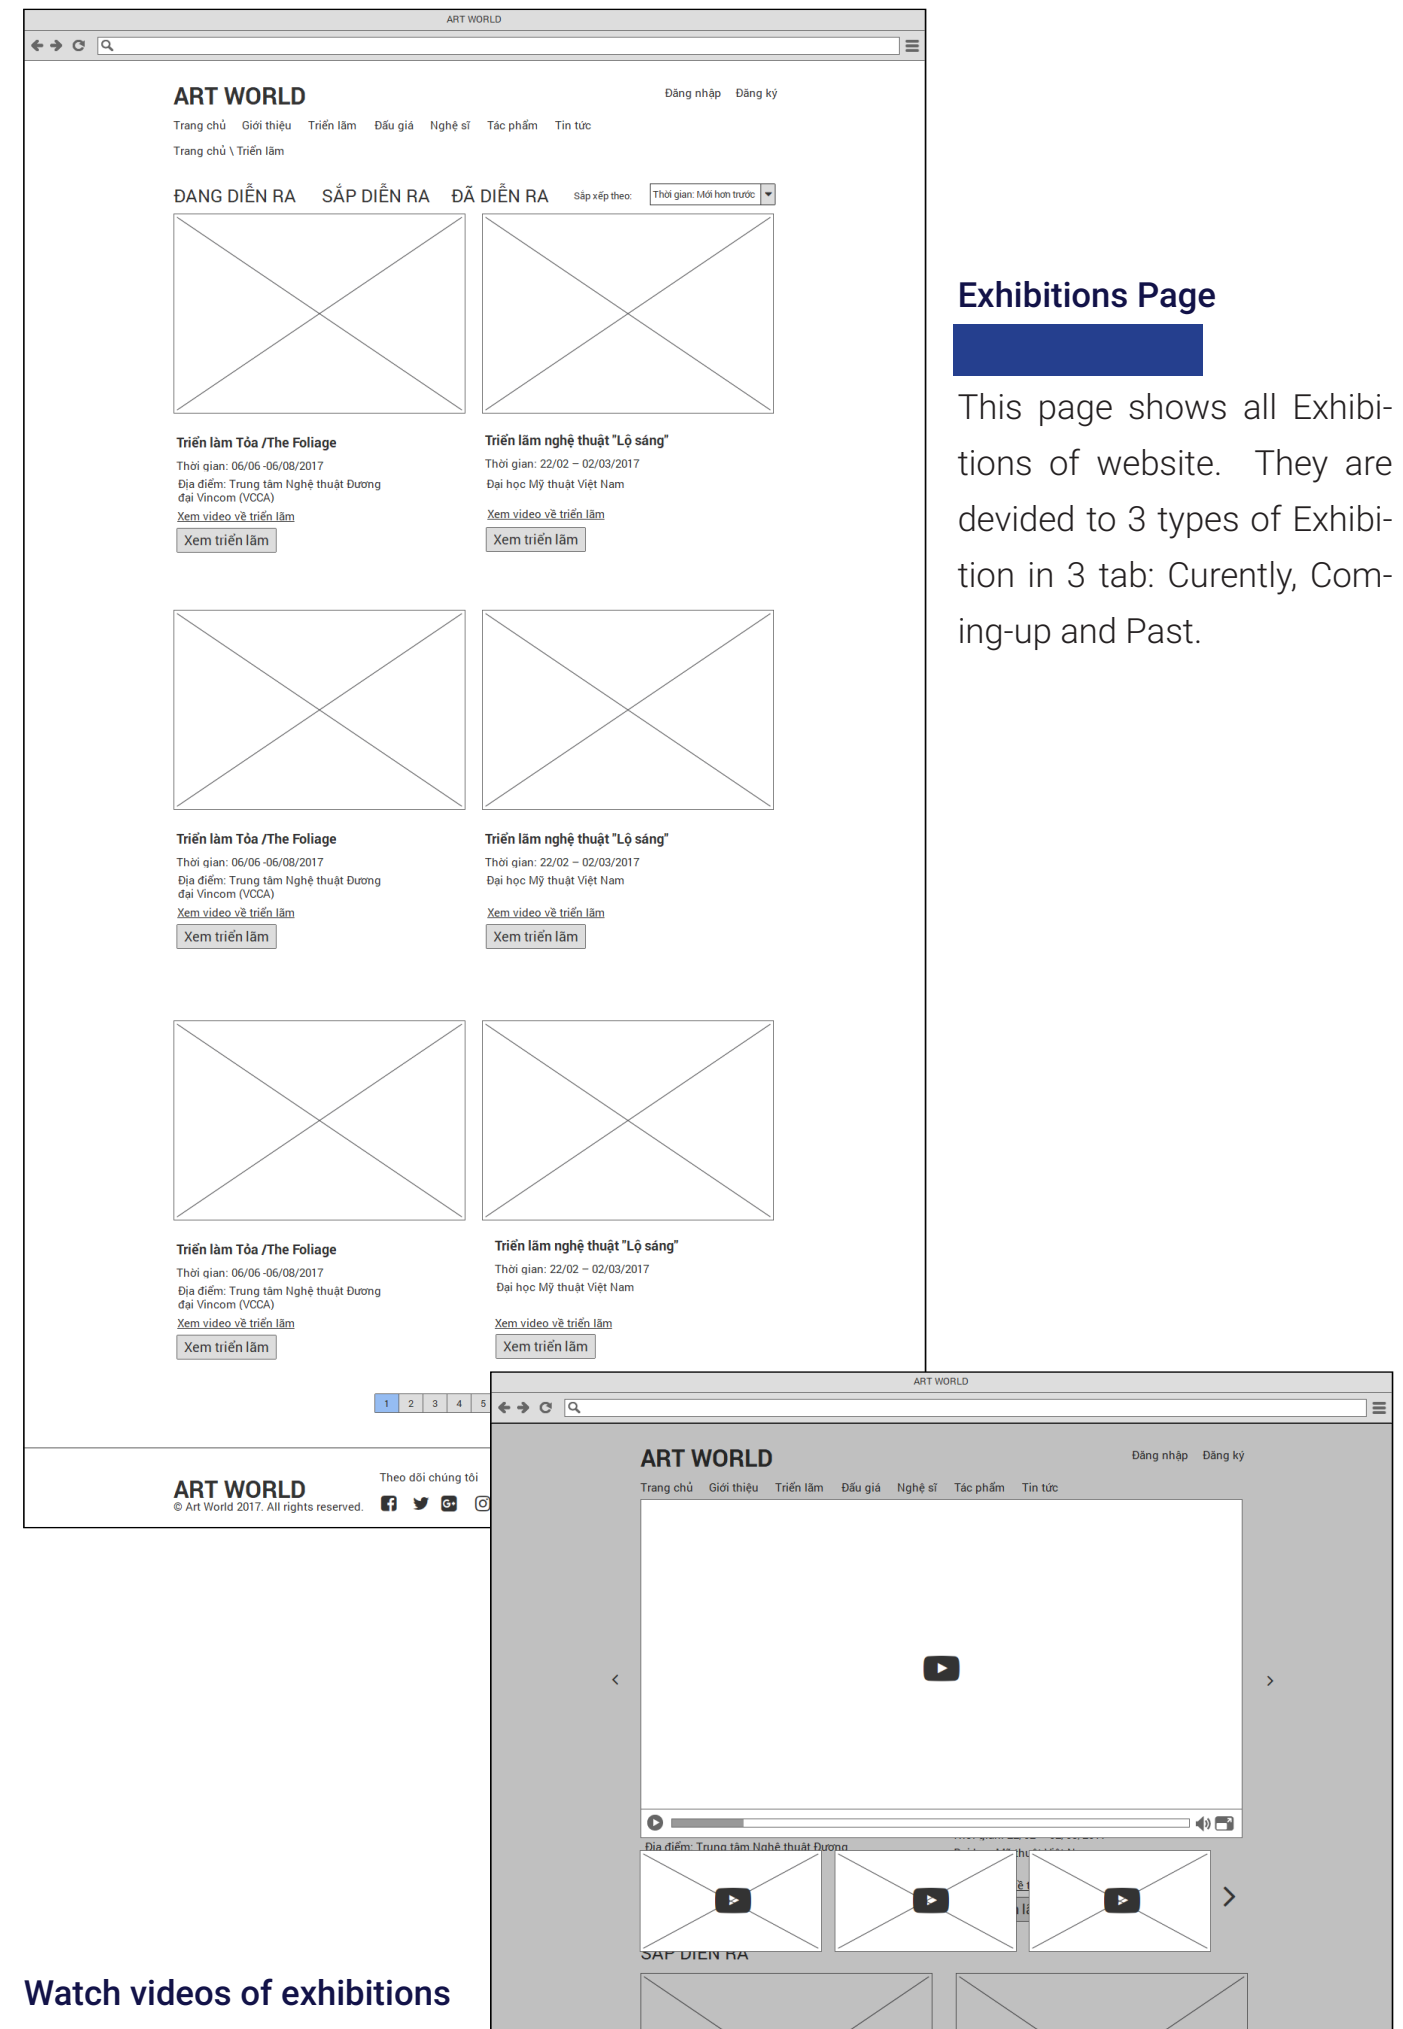 ART WORLD
ART WORLD
Đăng nhập Đăng ký
Trang chủ Giới thiệu Triển lãm Đấu giá Nghệ sĩ Tác phẩm Tin tức
Trang chủ \ Triển lãm
ĐANG DIỄN RA SẮP DIỄN RA ĐÃ DIỄN RA Sắp xếp theo: Thời gian: Mới hơn trước
Triển làm Tỏa /The Foliage
Thời gian: 06/06 -06/08/2017
Địa điểm: Trung tâm Nghệ thuật Đương
đại Vincom (VCCA)
Xem video về triển lãm
Xem triển lãm
Triển lãm nghệ thuật "Lộ sáng"
Thời gian: 22/02 – 02/03/2017
Đại học Mỹ thuật Việt Nam
Xem video về triển lãm
Xem triển lãm
Triển làm Tỏa /The Foliage
Thời gian: 06/06 -06/08/2017
Địa điểm: Trung tâm Nghệ thuật Đương
đại Vincom (VCCA)
Xem video về triển lãm
Xem triển lãm
Triển lãm nghệ thuật "Lộ sáng"
Thời gian: 22/02 – 02/03/2017
Đại học Mỹ thuật Việt Nam
Xem video về triển lãm
Xem triển lãm
Triển làm Tỏa /The Foliage
Thời gian: 06/06 -06/08/2017
Địa điểm: Trung tâm Nghệ thuật Đương
đại Vincom (VCCA)
Xem video về triển lãm
Xem triển lãm
Triển lãm nghệ thuật "Lộ sáng"
Thời gian: 22/02 – 02/03/2017
Đại học Mỹ thuật Việt Nam
Xem video về triển lãm
Xem triển lãm
1 2 3 4 5
ART WORLD
© Art World 2017. All rights reserved.
Theo dõi chúng tôi
Exhibitions Page
This page shows all Exhibi-
tions of website. They are
devided to 3 types of Exhibi-
tion in 3 tab: Curently, Com-
ing-up and Past.
ART WORLD
ART WORLD
Đăng nhập Đăng ký
Trang chủ Giới thiệu Triển lãm Đấu giá Nghệ sĩ Tác phẩm Tin tức
Địa điểm: Trung tâm Nghệ thuật Đương
SẮP DIỄN RA
Watch videos of exhibitions